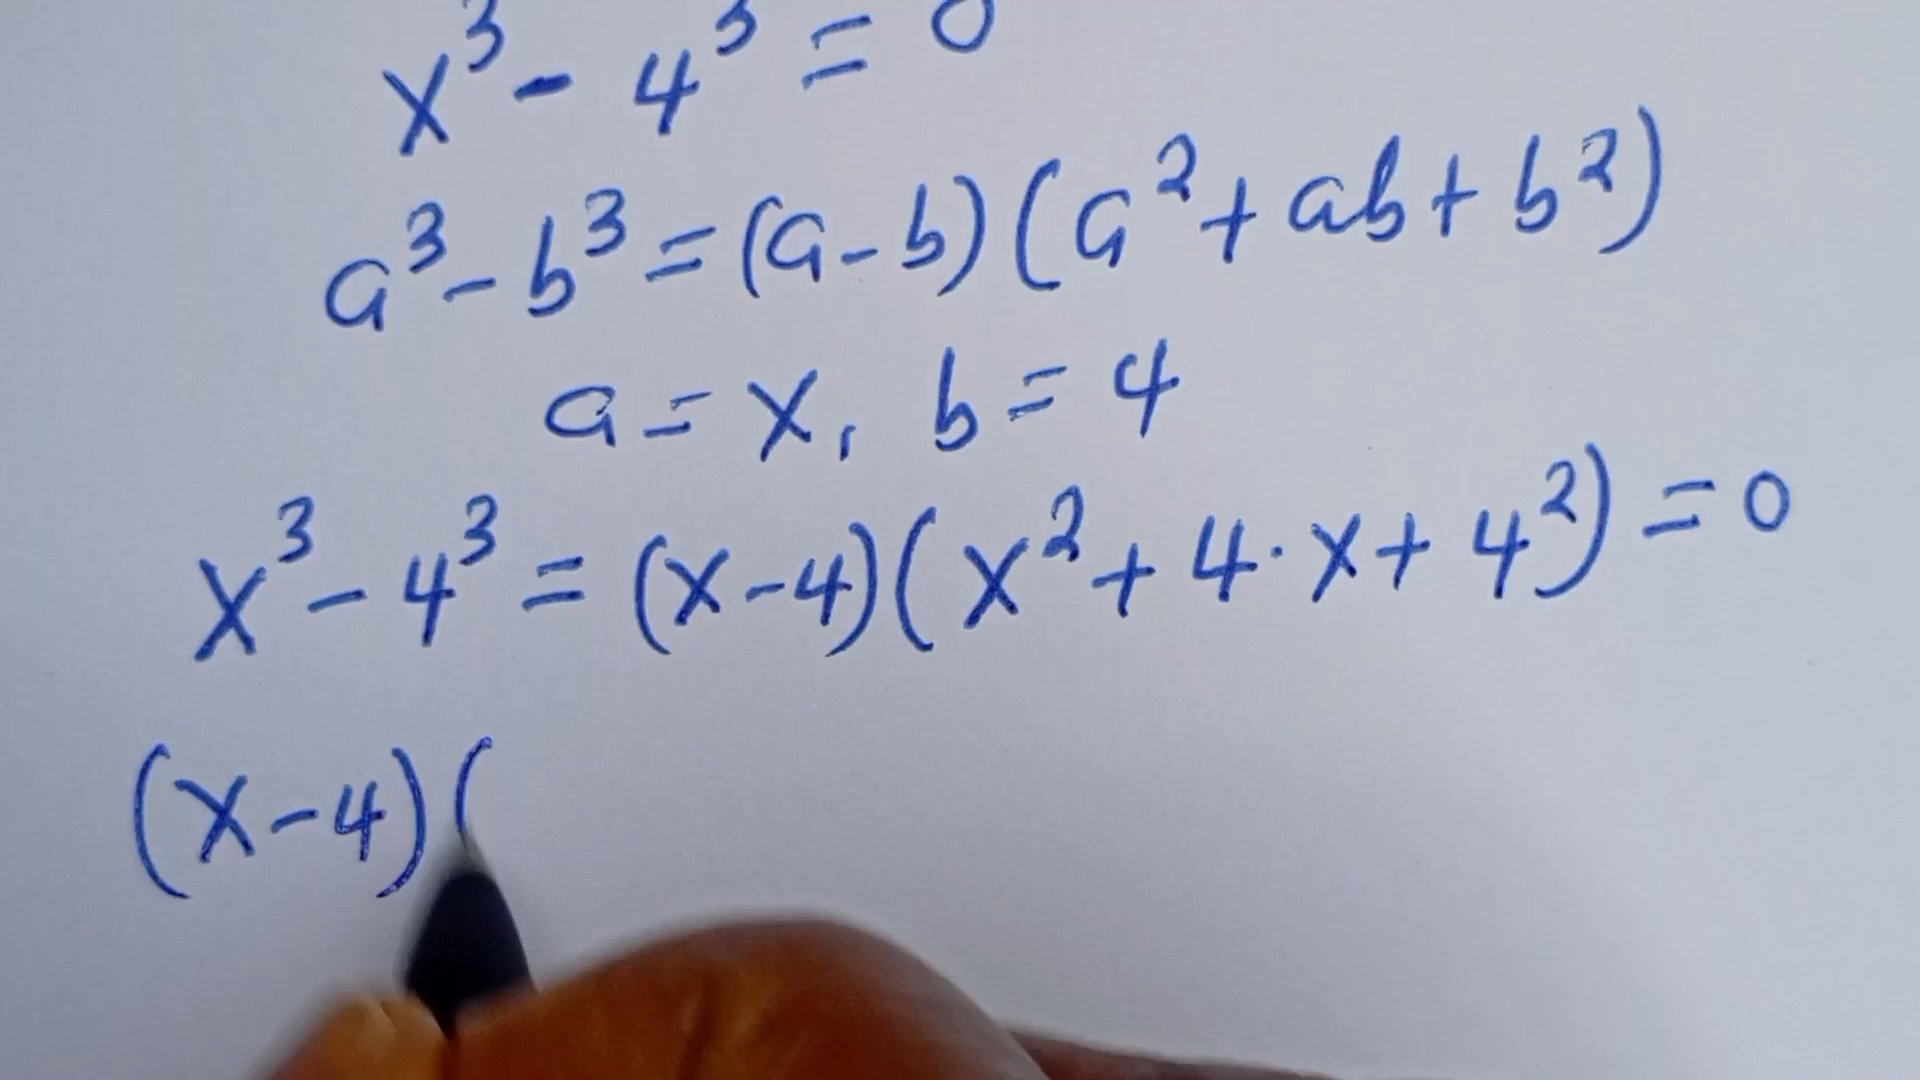 x³ - 4³ = 0
a³ - b³ = (a - b)(a² + ab + b²)
a = x, b = 4
x³ - 4³ = (x - 4)(x² + 4·x + 4²) = 0
(x - 4)(